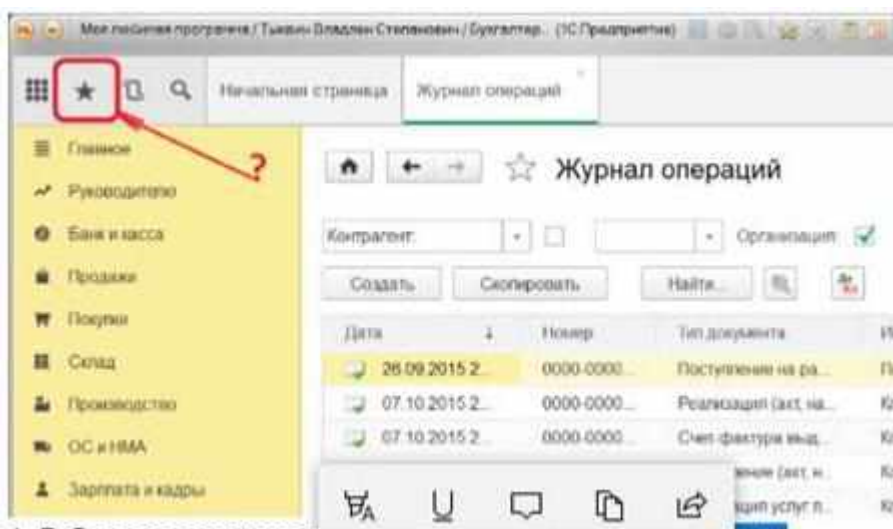 Моя любимая программа / Тыквин Владлен Степанович / Бухгалтер... (1С:Предприятие)
Начальная страница
Журнал операций
?
Главное
Руководителю
Банк и касса
Продажи
Покупки
Склад
Производство
ОС и НМА
Зарплата и кадры
Журнал операций
Контрагент:
Организация:
Создать
Скопировать
Найти...
Дата
Номер
Тип документа
26.09.2015 2...
0000-0000...
Поступление на ра...
07.10.2015 2...
0000-0000...
Реализация (акт, на...
07.10.2015 2...
0000-0000...
Счет-фактура выд...